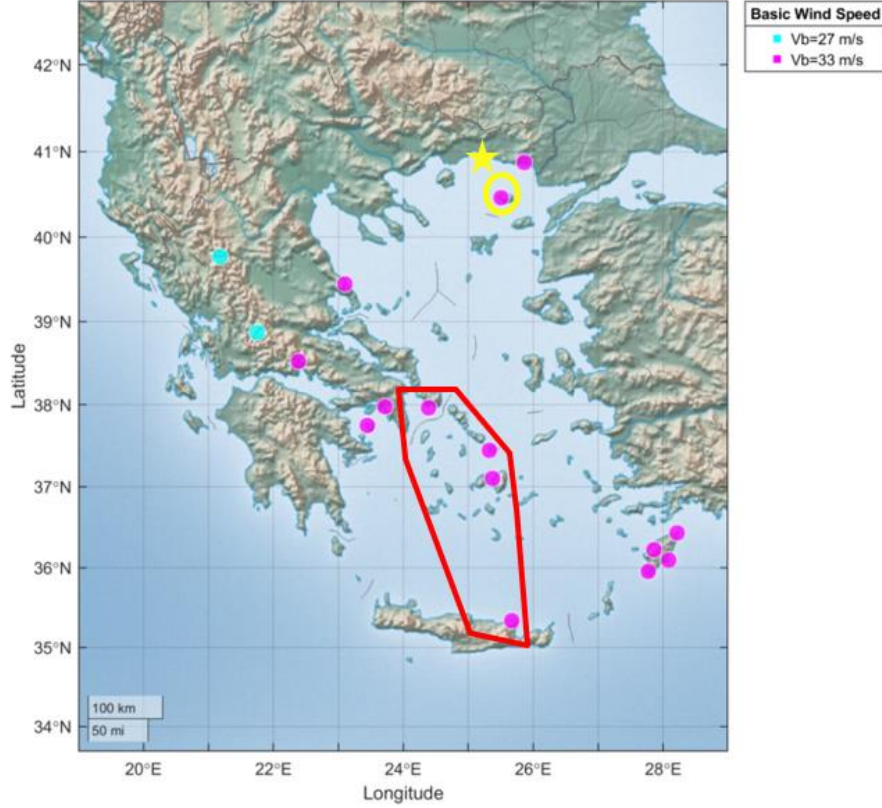 Basic Wind Speed
Vb=27 m/s
Vb=33 m/s
42°N
41°N
40°N
39°N
38°N
37°N
36°N
35°N
34°N
Latitude
100 km
50 mi
20°E 22°E 24°E 26°E 28°E
Longitude